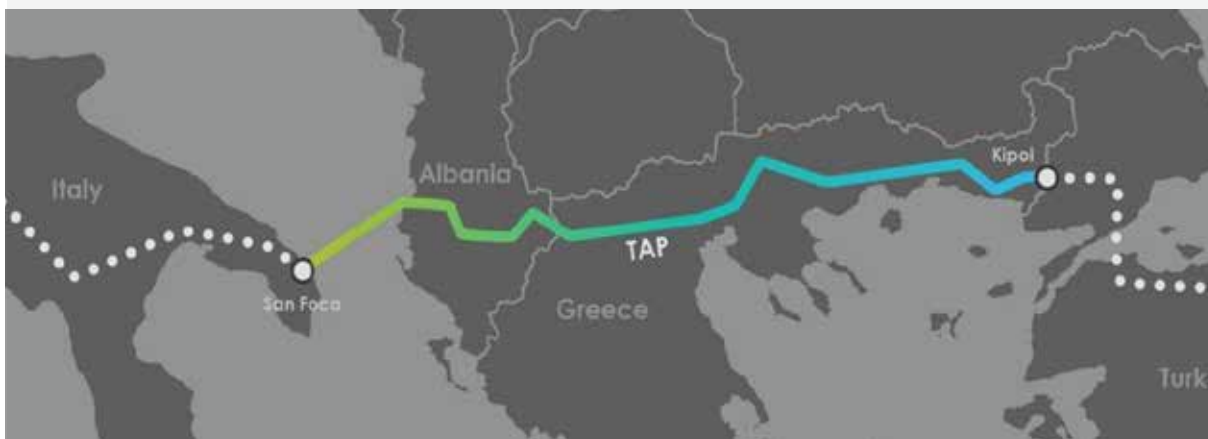 Italy
San Foca
Albania
TAP
Greece
Kipoi
Turk